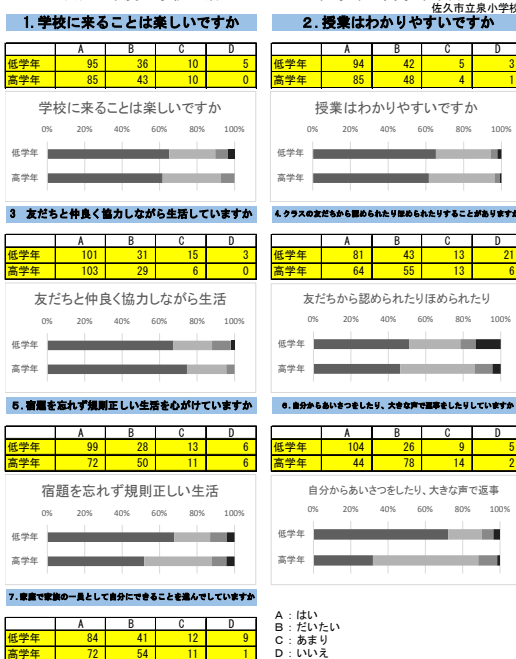 佐久市立泉小学校
1.学校に来ることは楽しいですか
A B C D
低学年 95 36 10 5
高学年 85 43 10 0
学校に来ることは楽しいですか
0% 20% 40% 60% 80% 100%
低学年
高学年
2.授業はわかりやすいですか
A B C D
低学年 94 42 5 3
高学年 85 48 4 1
授業はわかりやすいですか
0% 20% 40% 60% 80% 100%
低学年
高学年
3 友だちと仲良く協力しながら生活していますか
A B C D
低学年 101 31 15 3
高学年 103 29 6 0
友だちと仲良く協力しながら生活
0% 20% 40% 60% 80% 100%
低学年
高学年
4.クラスの友だちから認められたりほめられたりすることがありますか
A B C D
低学年 81 43 13 21
高学年 64 55 13 6
友だちから認められたりほめられたり
0% 20% 40% 60% 80% 100%
低学年
高学年
5.宿題を忘れず規則正しい生活を心がけていますか
A B C D
低学年 99 28 13 6
高学年 72 50 11 6
宿題を忘れず規則正しい生活
0% 20% 40% 60% 80% 100%
低学年
高学年
6.自分からあいさつをしたり、大きな声で返事をしたりしていますか
A B C D
低学年 104 26 9 5
高学年 44 78 14 2
自分からあいさつをしたり、大きな声で返事
0% 20% 40% 60% 80% 100%
低学年
高学年
7.家庭で家族の一員として自分にできることを進んでしていますか
A B C D
低学年 84 41 12 9
高学年 72 54 11 1
A:はい
B:だいたい
C:あまり
D:いいえ